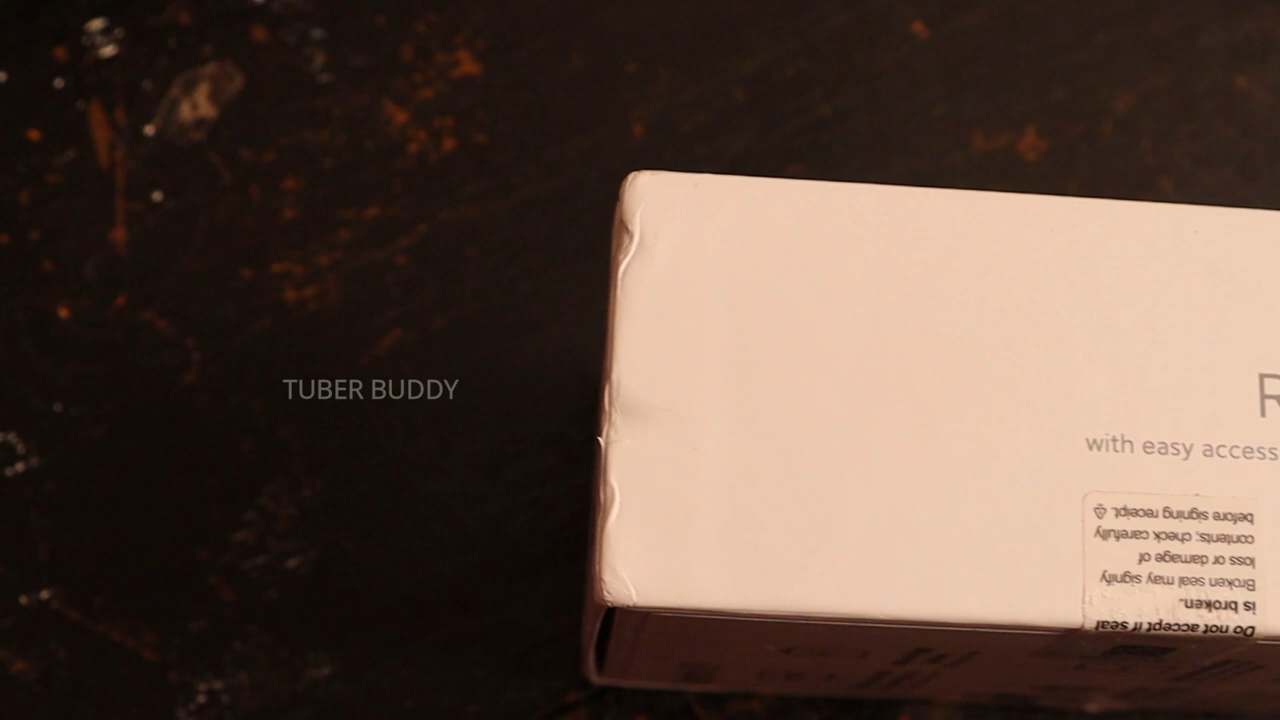 TUBER BUDDY
R
with easy access
Do not accept if seal
is broken.
Broken seal may signify
loss or damage of
contents; check carefully
before signing receipt.